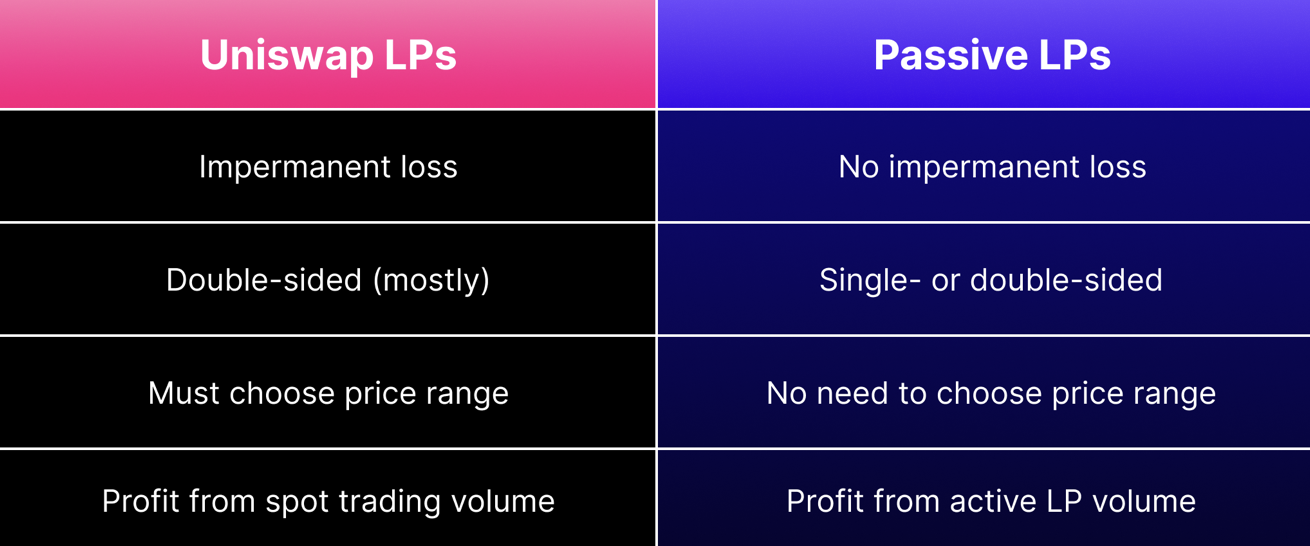 Uniswap LPs
Passive LPs
Impermanent loss
No impermanent loss
Double-sided (mostly)
Single- or double-sided
Must choose price range
No need to choose price range
Profit from spot trading volume
Profit from active LP volume